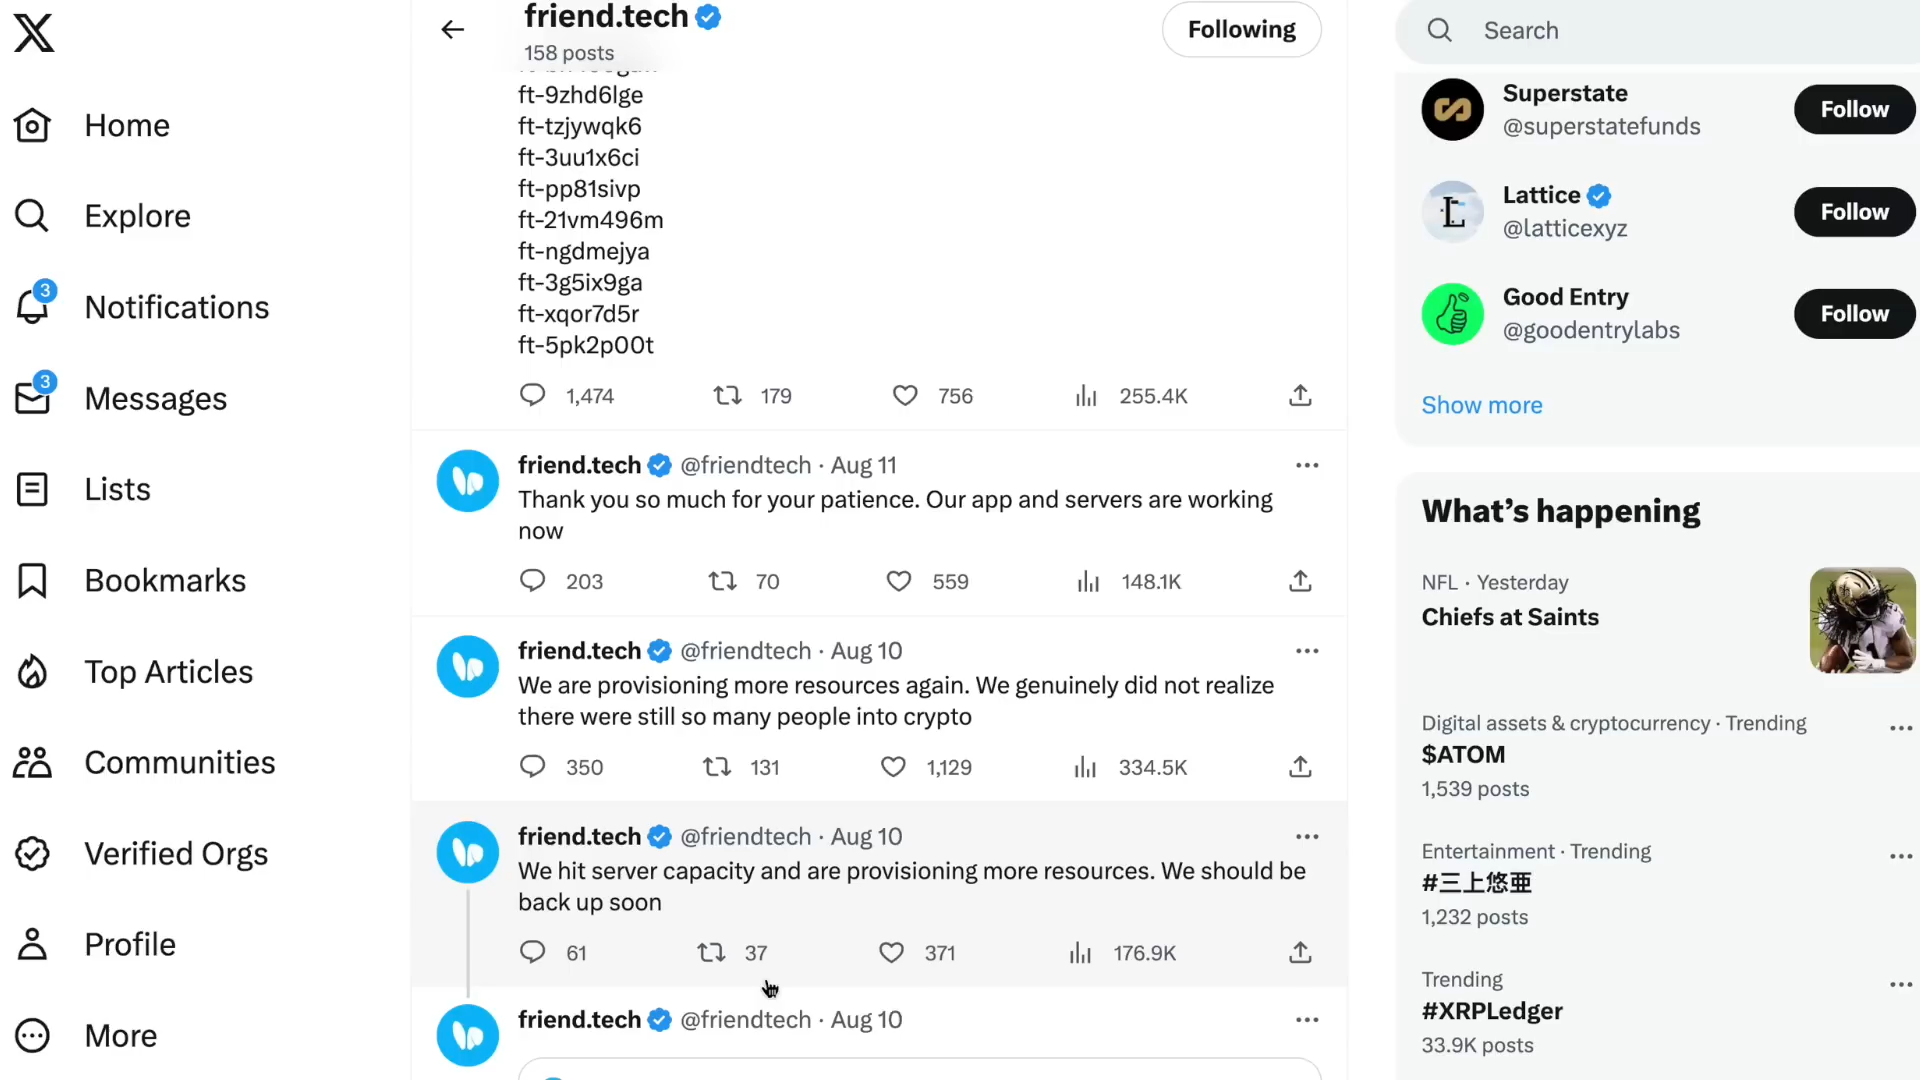 friend.tech
158 posts
Following
Search
Home
Explore
3
Notifications
3
Messages
Lists
Bookmarks
Top Articles
Communities
Verified Orgs
Profile
More
ft-9zhd6lge
ft-tzjywqk6
ft-3uu1x6ci
ft-pp81sivp
ft-21vm496m
ft-ngdmejya
ft-3g5ix9ga
ft-xqor7d5r
ft-5pk2p00t
1,474 179 756 255.4K
friend.tech @friendtech · Aug 11
Thank you so much for your patience. Our app and servers are working
now
203 70 559 148.1K
friend.tech @friendtech · Aug 10
We are provisioning more resources again. We genuinely did not realize
there were still so many people into crypto
350 131 1,129 334.5K
friend.tech @friendtech · Aug 10
We hit server capacity and are provisioning more resources. We should be
back up soon
61 37 371 176.9K
friend.tech @friendtech · Aug 10
Superstate
@superstatefunds
Follow
Lattice
@latticexyz
Follow
Good Entry
@goodentrylabs
Follow
Show more
What's happening
NFL · Yesterday
Chiefs at Saints
Digital assets & cryptocurrency · Trending
$ATOM
1,539 posts
Entertainment · Trending
#三上悠亜
1,232 posts
Trending
#XRPLedger
33.9K posts